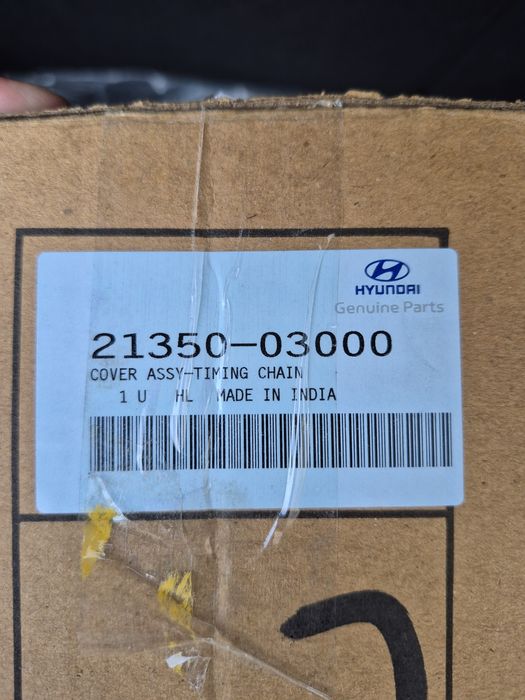 HYUNDAI
Genuine Parts
21350-03000
COVER ASSY-TIMING CHAIN
1 U HL MADE IN INDIA